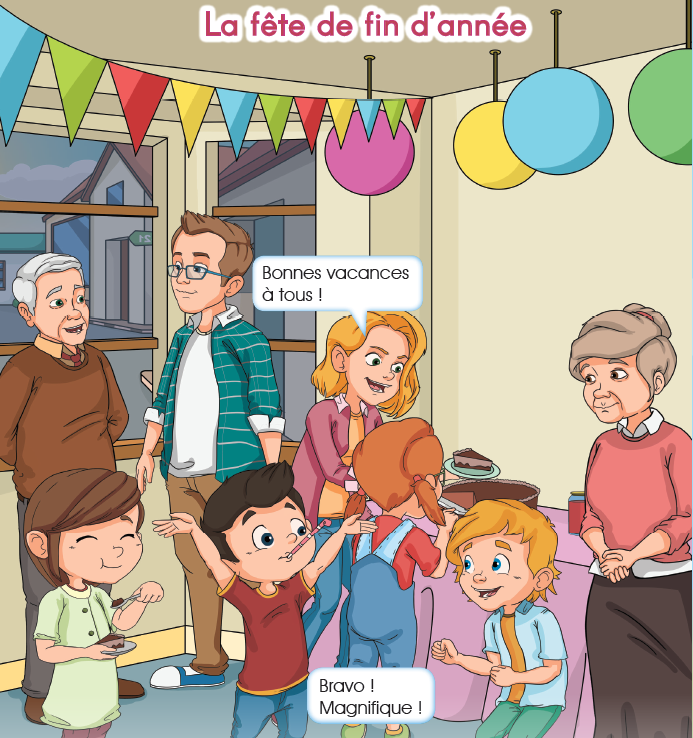 La fête de fin d'année
Bonnes vacances
à tous !
Bravo !
Magnifique !